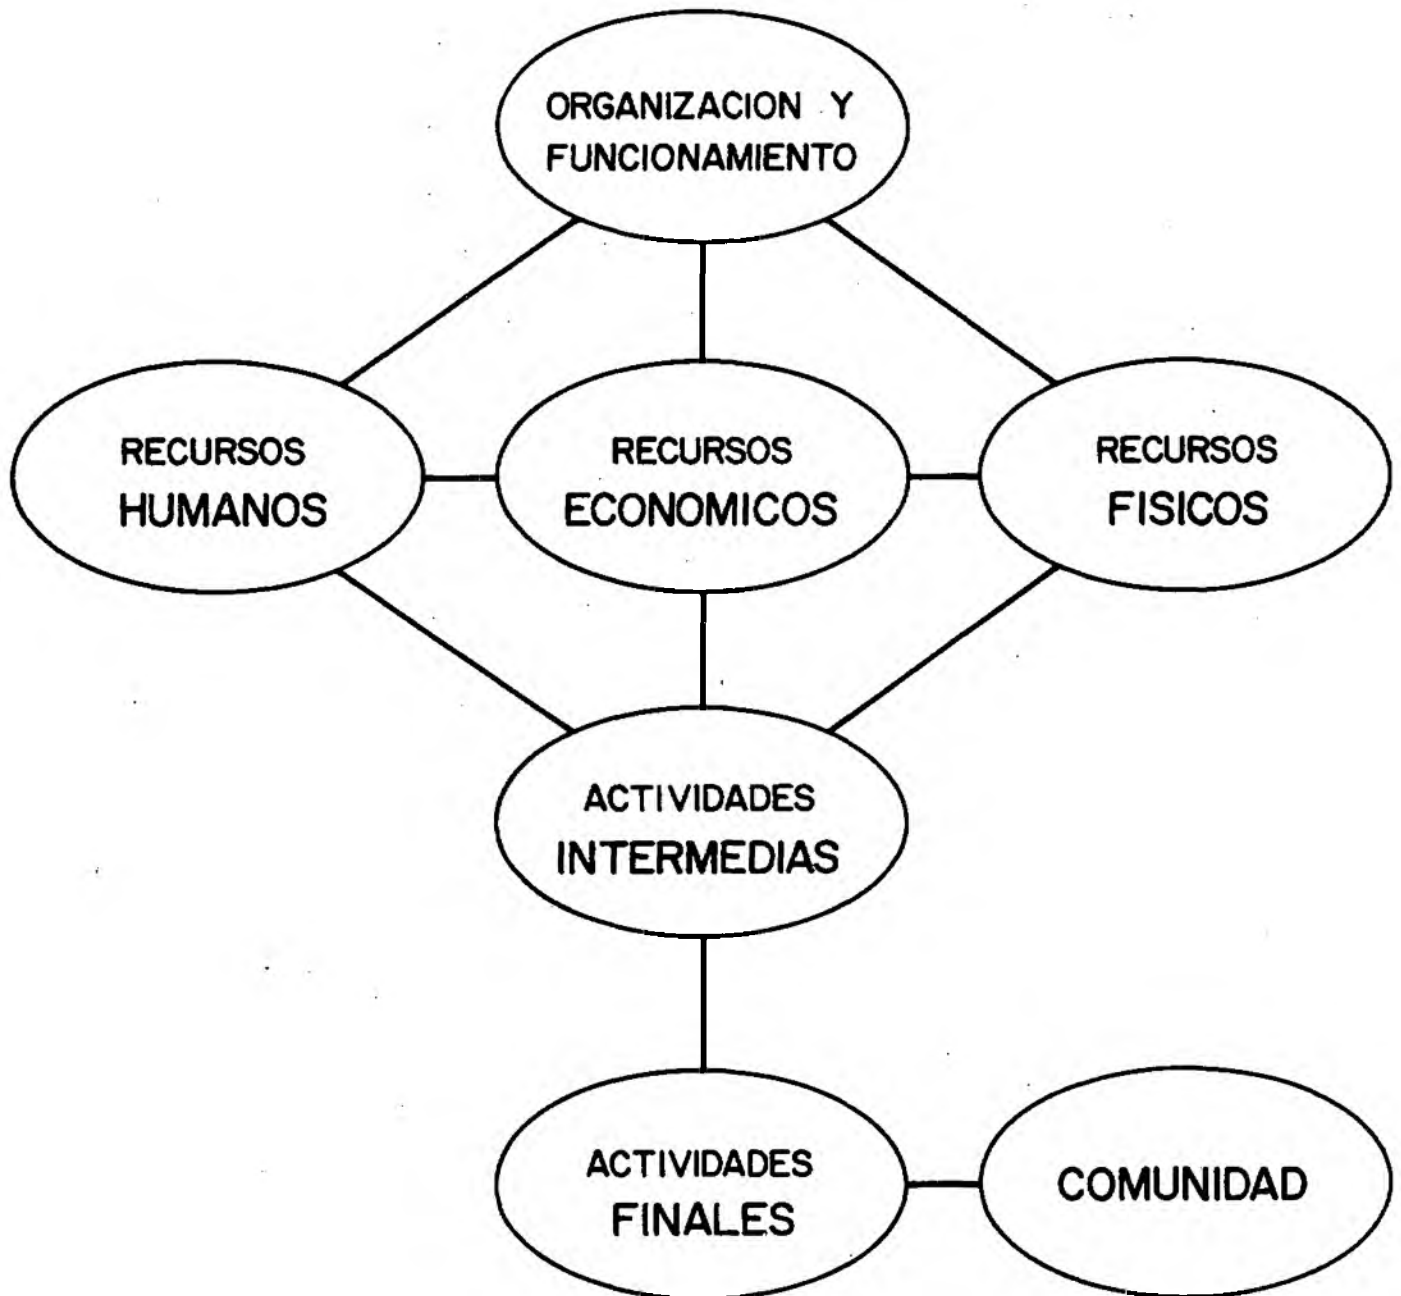 ORGANIZACION Y
FUNCIONAMIENTO
RECURSOS
HUMANOS
RECURSOS
ECONOMICOS
RECURSOS
FISICOS
ACTIVIDADES
INTERMEDIAS
ACTIVIDADES
FINALES
COMUNIDAD